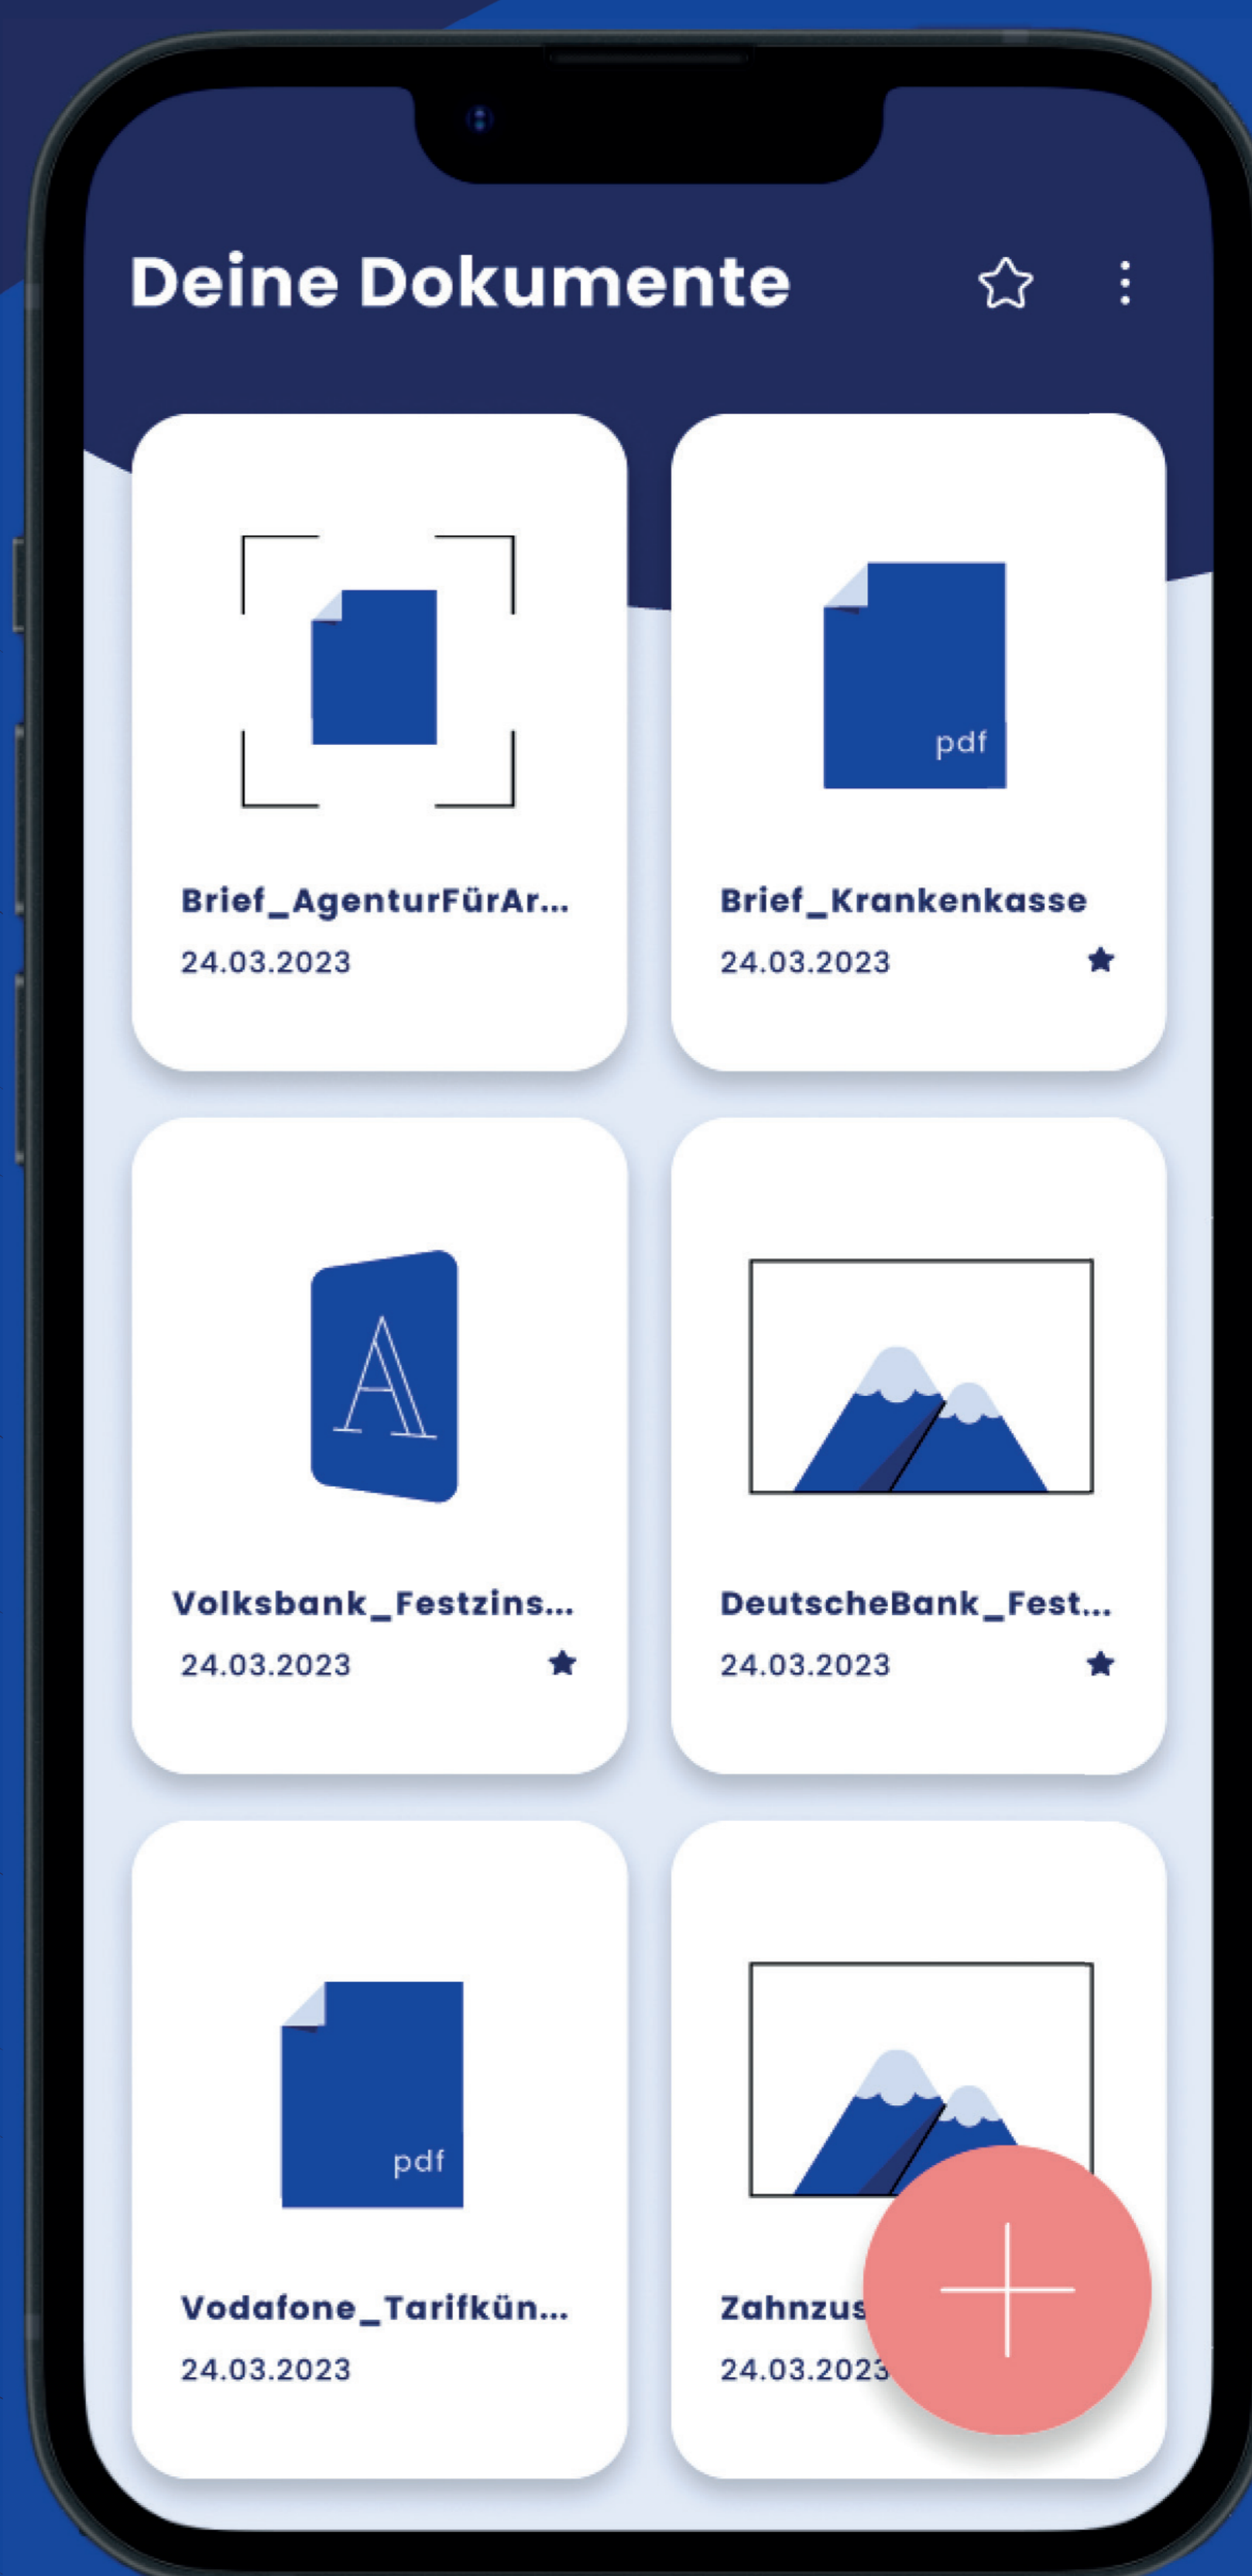 Deine Dokumente
pdf
Brief_AgenturFürAr...
24.03.2023
Brief_Krankenkasse
24.03.2023
A
Volksbank_Festzins...
24.03.2023
DeutscheBank_Fest...
24.03.2023
pdf
Vodafone_Tarifkün...
24.03.2023
Zahnzus
24.03.2023